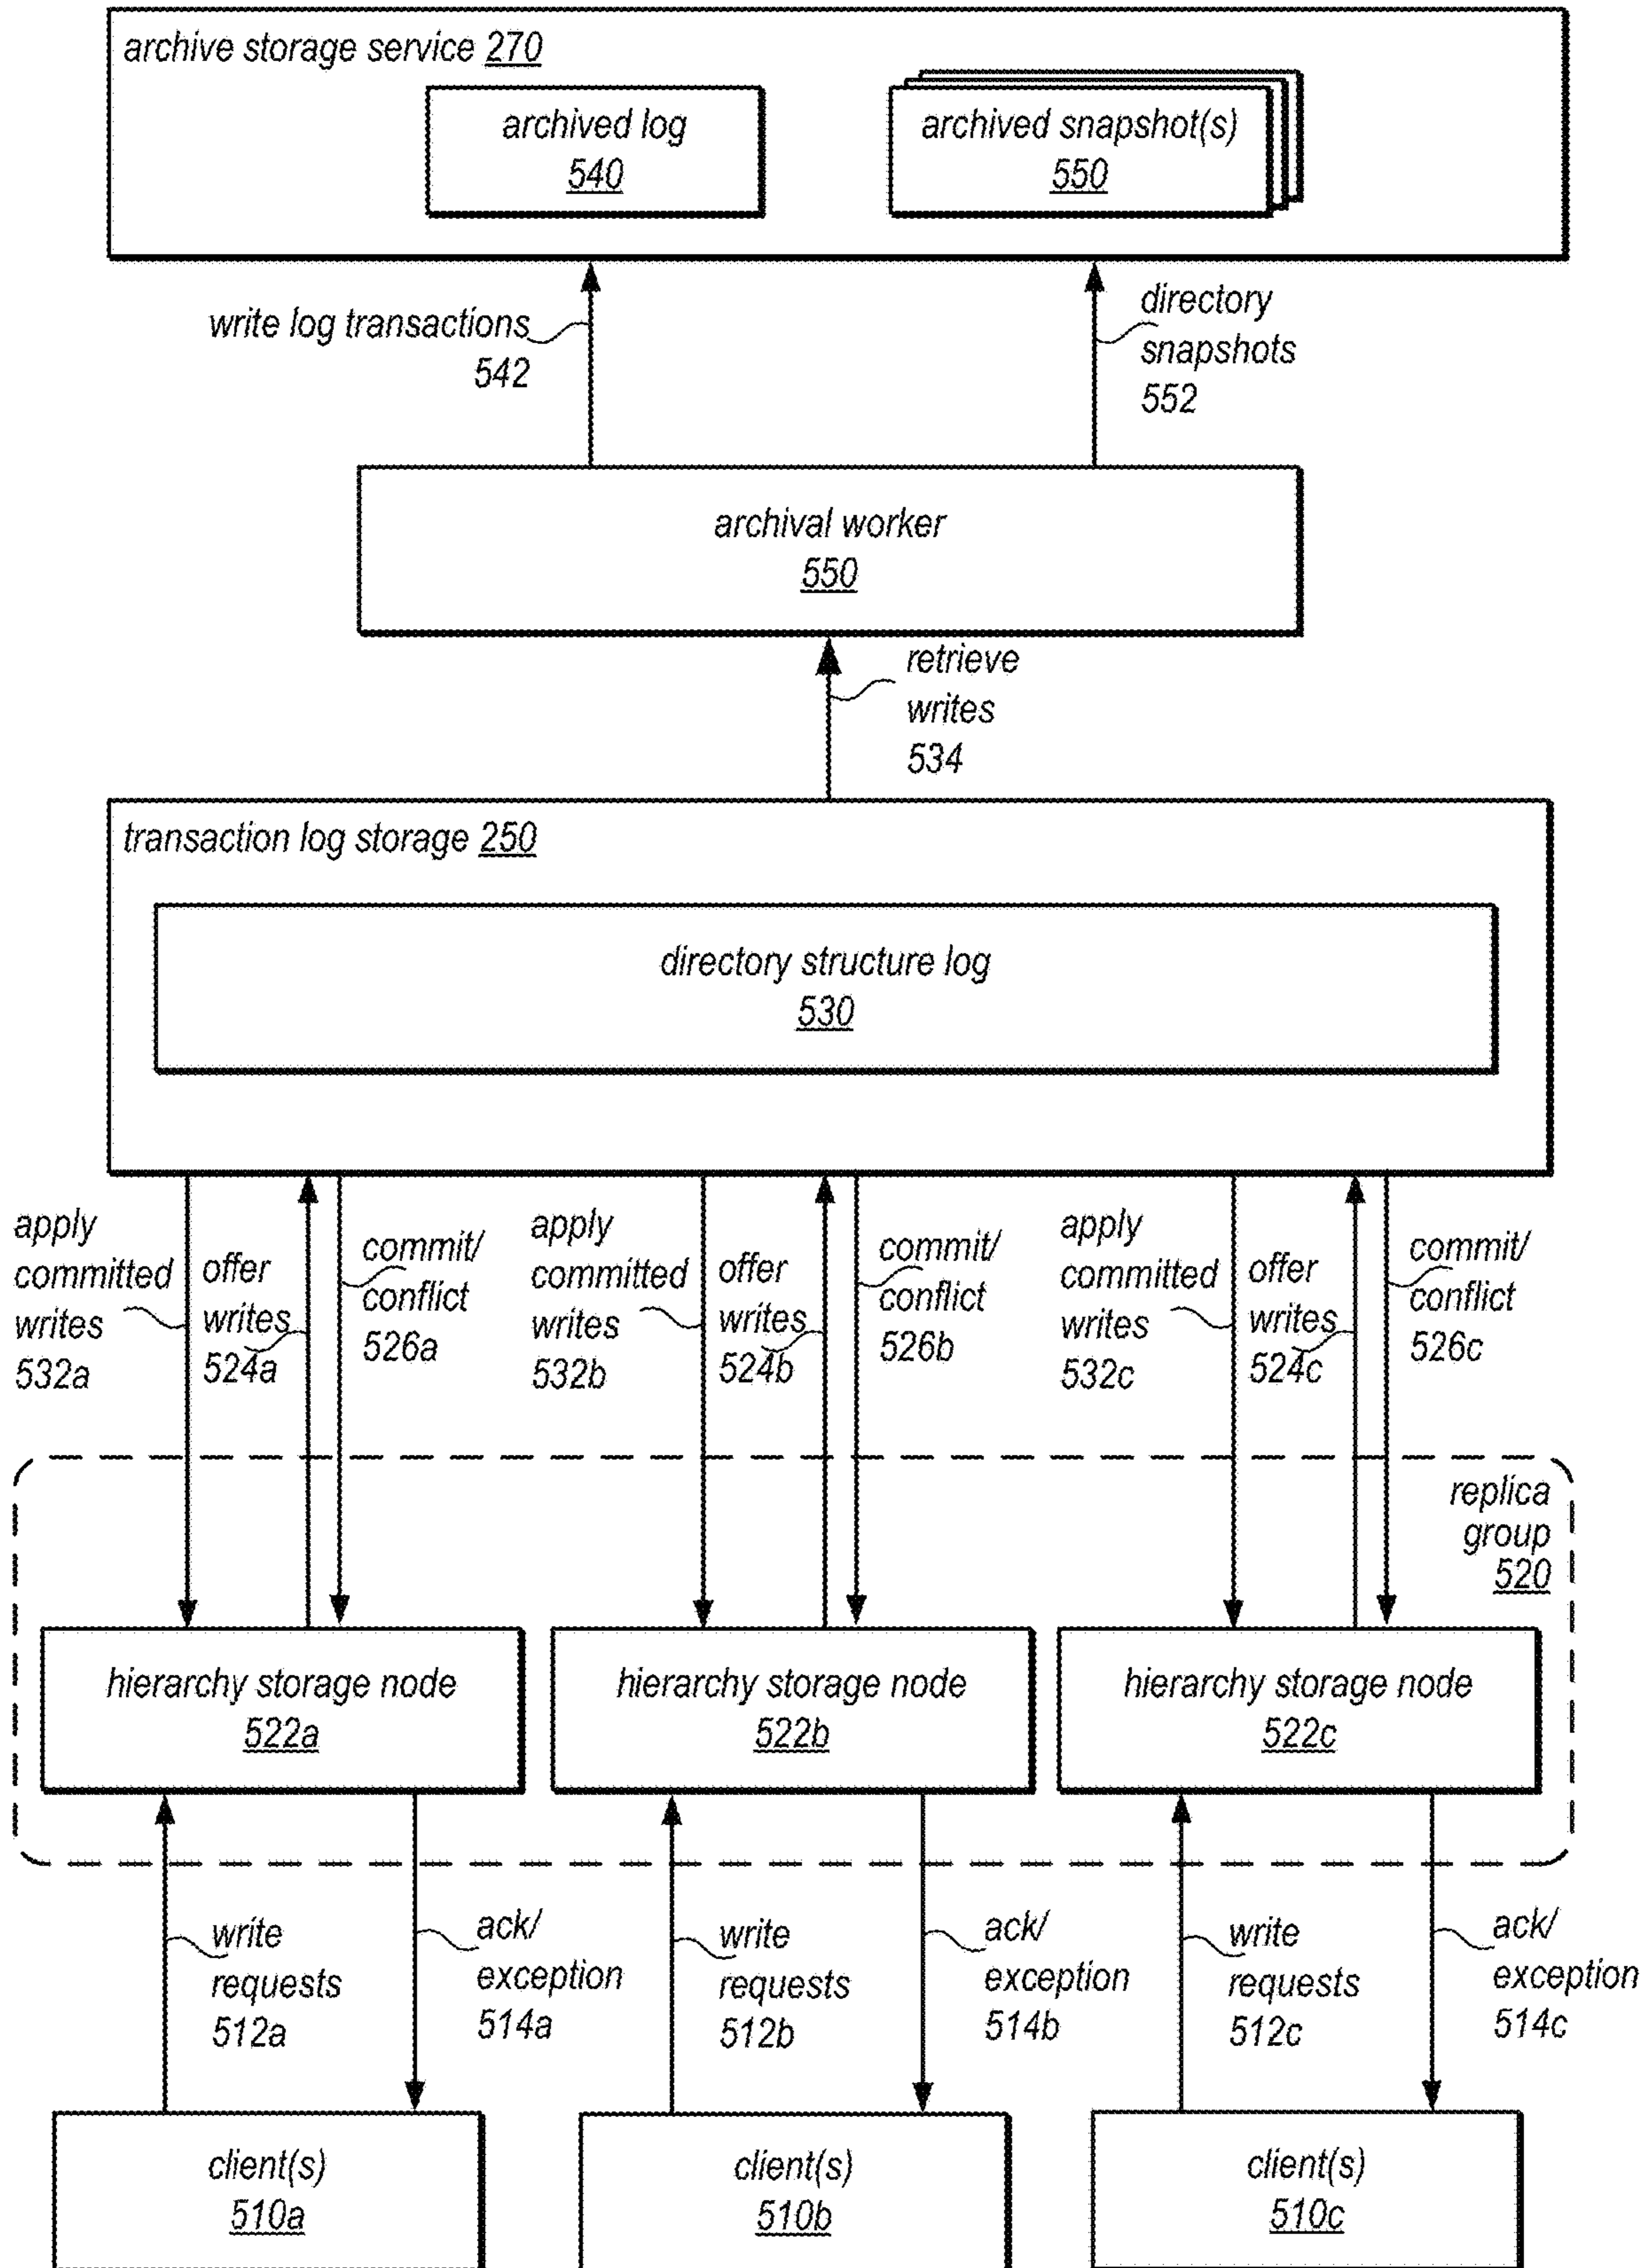 archive storage service 270
archived log
540
archived snapshot(s)
550
write log transactions
542
directory
snapshots
552
archival worker
550
retrieve
writes
534
transaction log storage 250
directory structure log
530
apply
committed
writes
532a
offer
writes
524a
commit/
conflict
526a
apply
committed
writes
532b
offer
writes
524b
commit/
conflict
526b
apply
committed
writes
532c
offer
writes
524c
commit/
conflict
526c
replica
group
520
hierarchy storage node
522a
hierarchy storage node
522b
hierarchy storage node
522c
write
requests
512a
ack/
exception
514a
write
requests
512b
ack/
exception
514b
write
requests
512c
ack/
exception
514c
client(s)
510a
client(s)
510b
client(s)
510c